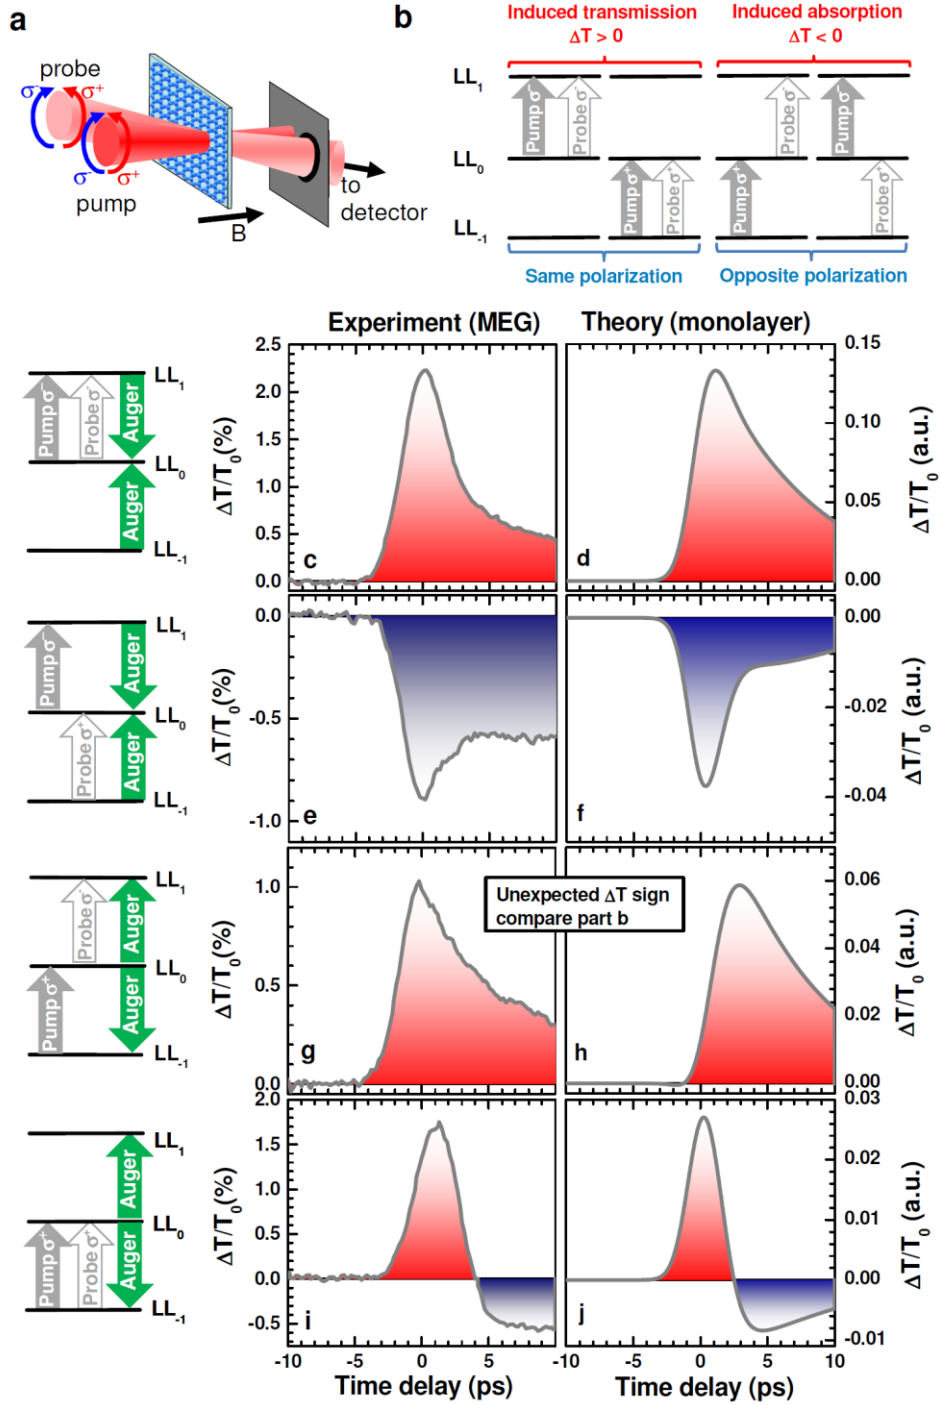 a
probe
σ-
σ+
σ-
σ+
pump
B
to
detector
b
Induced transmission
ΔT > 0
Induced absorption
ΔT < 0
LL1
LL0
LL-1
Pump σ-
Probe σ-
Pump σ+
Probe σ+
Probe σ-
Pump σ-
Pump σ+
Probe σ+
Same polarization
Opposite polarization
Experiment (MEG)
Theory (monolayer)
LL1
LL0
LL-1
Pump σ-
Probe σ-
Auger
Auger
ΔT/T0(%)
2.5
2.0
1.5
1.0
0.5
0.0
c
d
0.15
0.10
0.05
0.00
ΔT/T0 (a.u.)
LL1
LL0
LL-1
Pump σ-
Probe σ+
Auger
Auger
ΔT/T0(%)
0.0
-0.5
-1.0
e
f
0.00
-0.02
-0.04
ΔT/T0 (a.u.)
LL1
LL0
LL-1
Pump σ+
Probe σ-
Auger
Auger
ΔT/T0(%)
1.0
0.5
0.0
g
Unexpected ΔT sign
compare part b
h
0.06
0.04
0.02
0.00
ΔT/T0 (a.u.)
LL1
LL0
LL-1
Pump σ+
Probe σ+
Auger
Auger
ΔT/T0(%)
2.0
1.5
1.0
0.5
0.0
-0.5
i
j
0.03
0.02
0.01
0.00
-0.01
ΔT/T0 (a.u.)
-10 -5 0 5 -10 -5 0 5 10
Time delay (ps)
Time delay (ps)